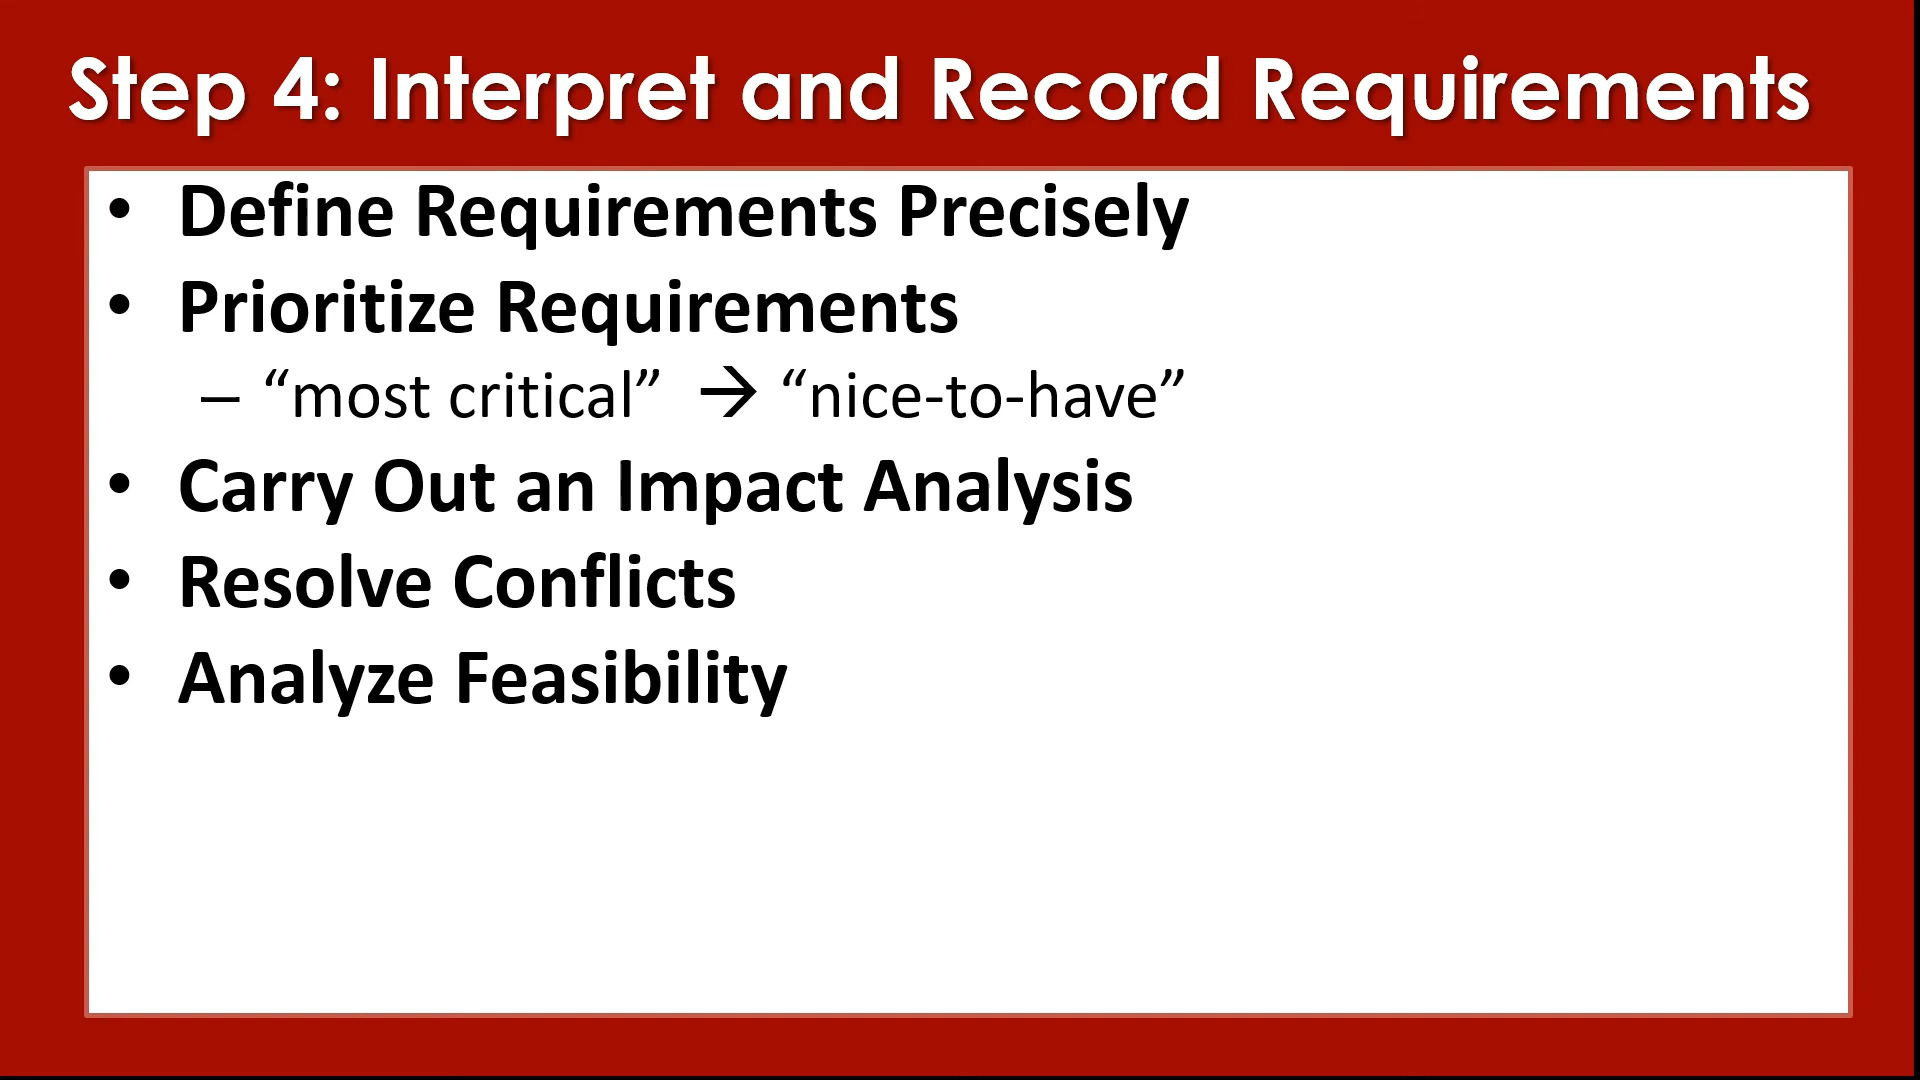 Step 4: Interpret and Record Requirements
• Define Requirements Precisely
• Prioritize Requirements
– “most critical” → “nice-to-have”
• Carry Out an Impact Analysis
• Resolve Conflicts
• Analyze Feasibility